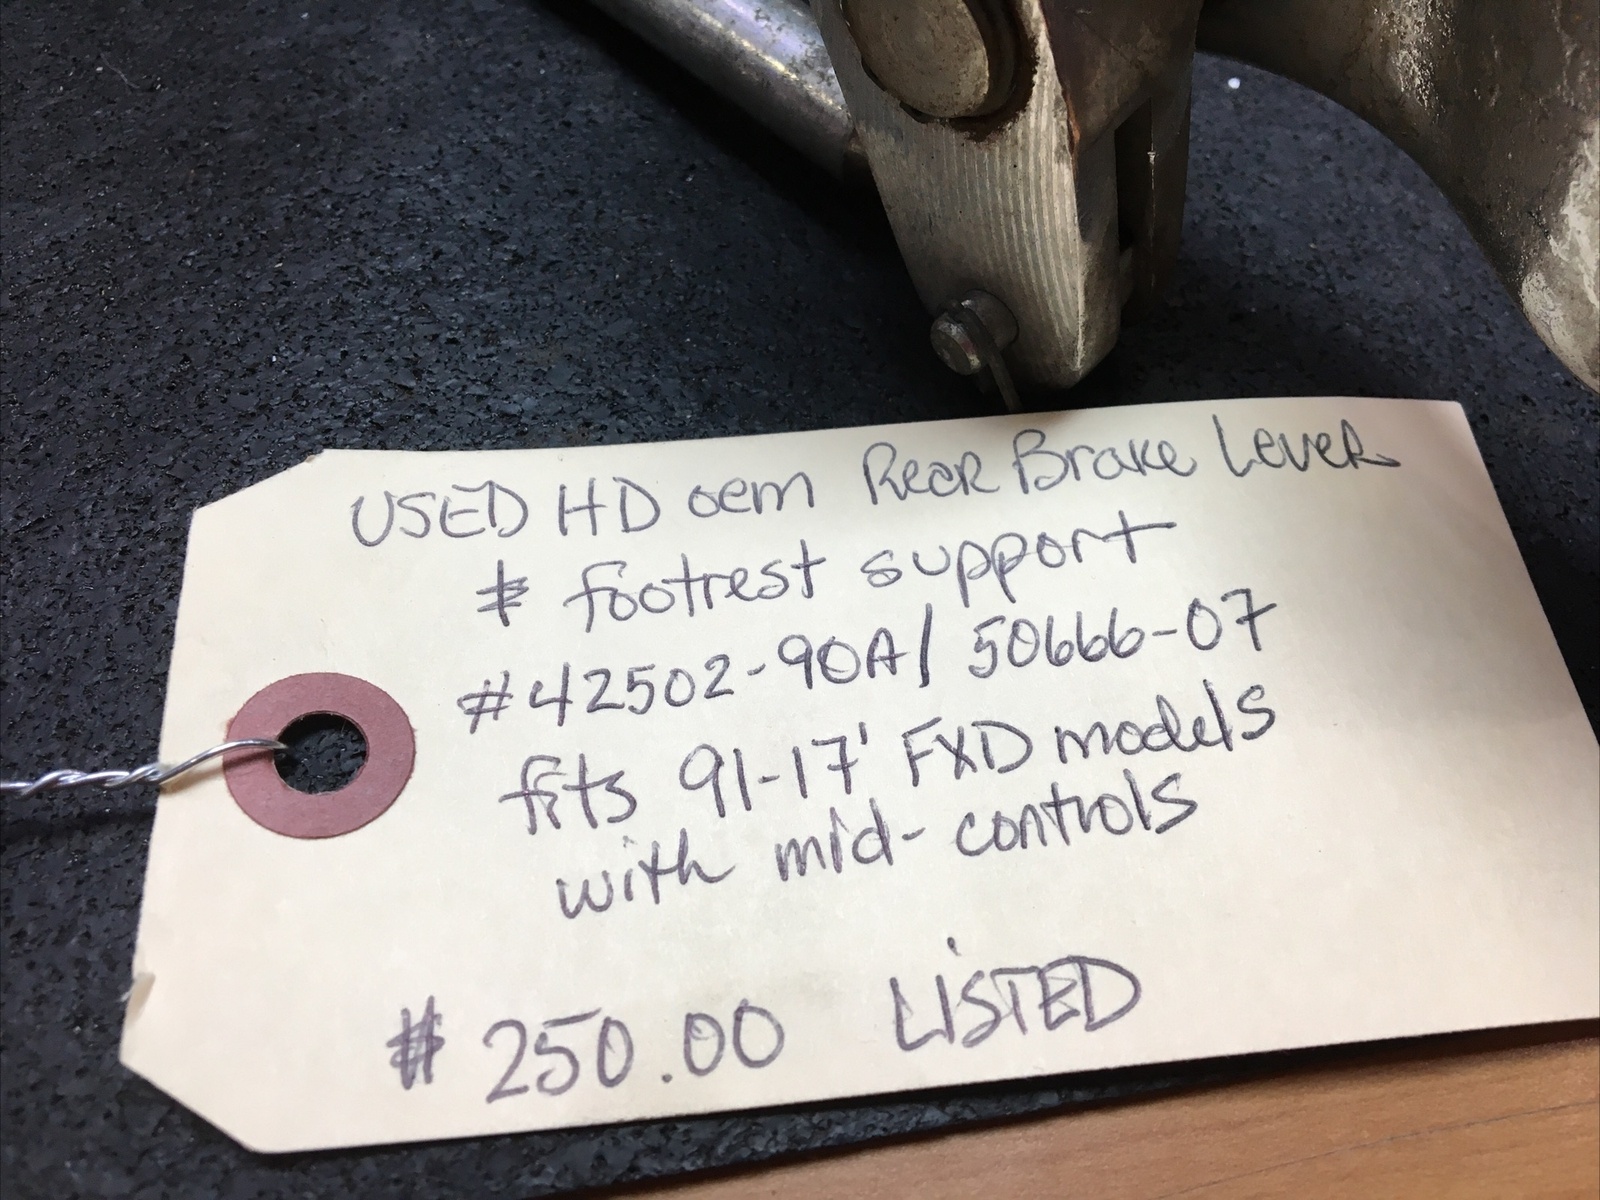 USED HD oem Rear Brake Lever
& footrest support
#42502-90A/ 50666-07
fits 91-17' FXD models
with mid-controls
$ 250.00 LISTED